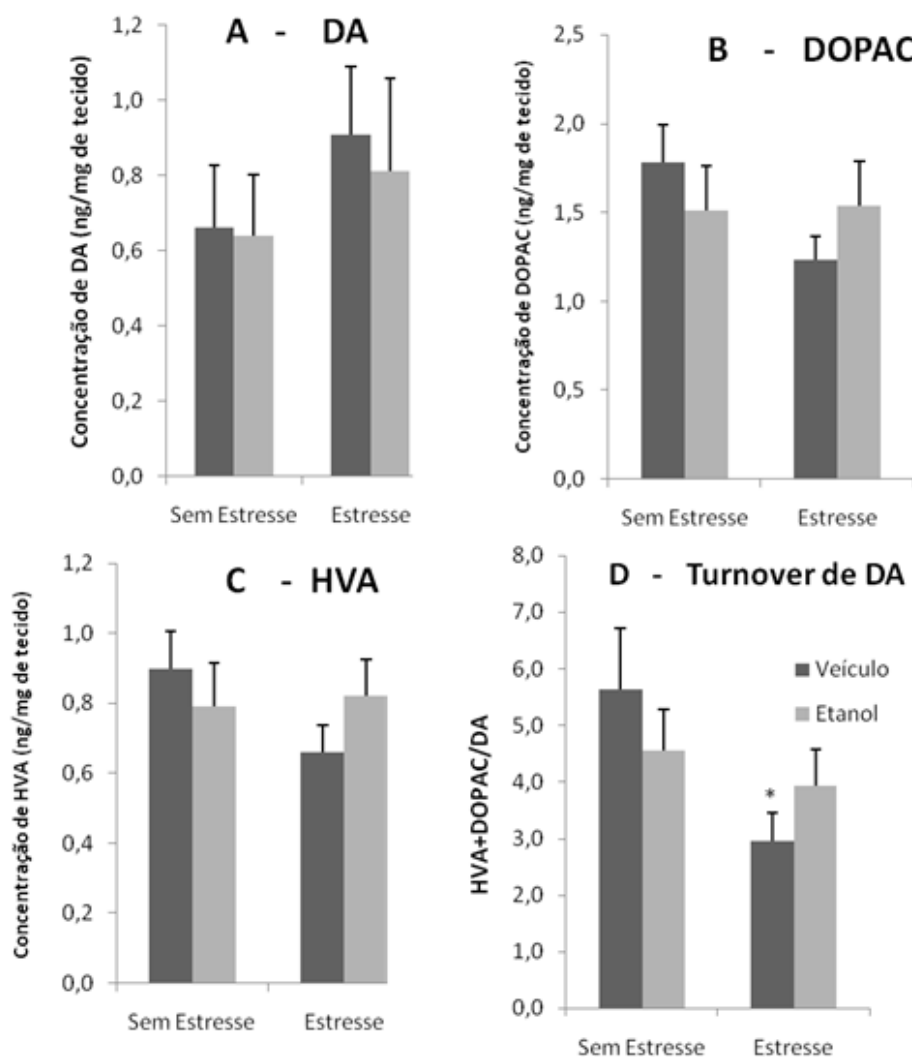 A - DA
Concentração de DA (ng/mg de tecido)
1,2
1,0
0,8
0,6
0,4
0,2
0,0
Sem Estresse Estresse
B - DOPAC
Concentração de DOPAC (ng/mg de tecido)
2,5
2,0
1,5
1,0
0,5
0,0
Sem Estresse Estresse
C - HVA
Concentração de HVA (ng/mg de tecido)
1,2
1,0
0,8
0,6
0,4
0,2
0,0
Sem Estresse Estresse
D - Turnover de DA
HVA+DOPAC/DA
8,0
7,0
6,0
5,0
4,0
3,0
2,0
1,0
0,0
Veículo
Etanol
*
Sem Estresse Estresse